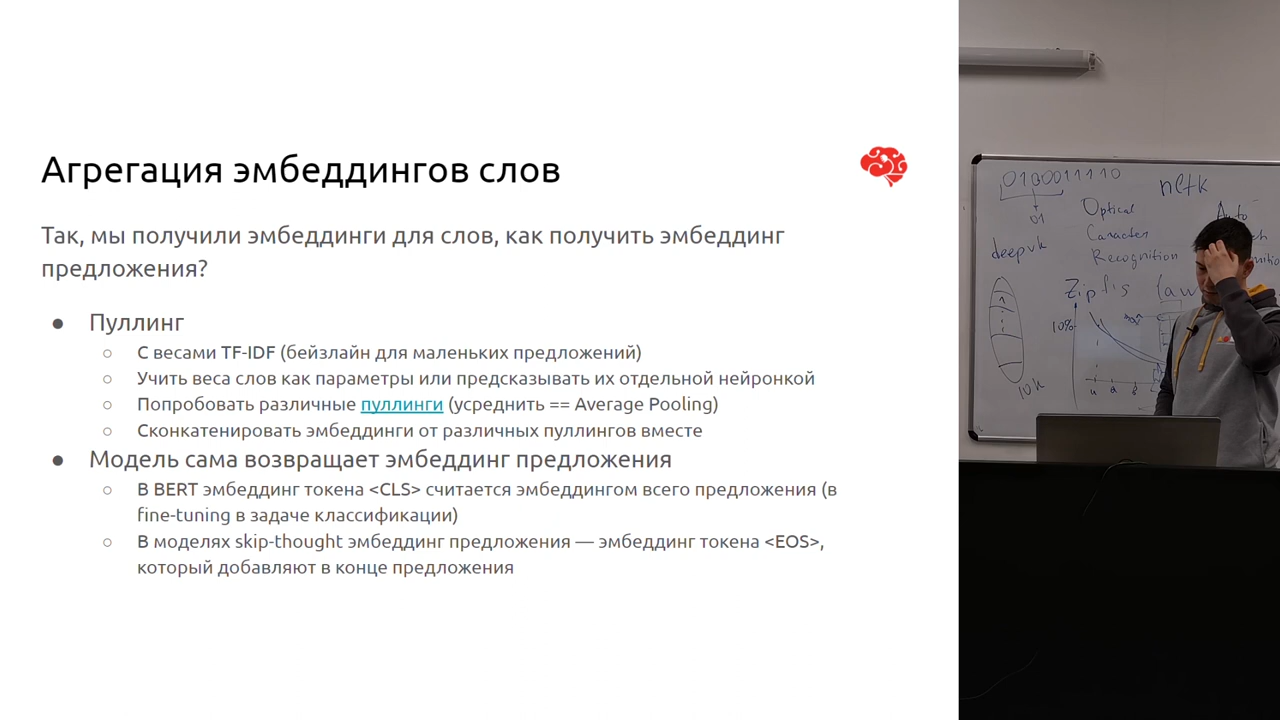 Агрегация эмбеддингов слов
Так, мы получили эмбеддинги для слов, как получить эмбеддинг
предложения?
● Пуллинг
○ С весами TF-IDF (бейзлайн для маленьких предложений)
○ Учить веса слов как параметры или предсказывать их отдельной нейронкой
○ Попробовать различные пуллинги (усреднить == Average Pooling)
○ Сконкатенировать эмбеддинги от различных пуллингов вместе
● Модель сама возвращает эмбеддинг предложения
○ В BERT эмбеддинг токена <CLS> считается эмбеддингом всего предложения (в
fine-tuning в задаче классификации)
○ В моделях skip-thought эмбеддинг предложения — эмбеддинг токена <EOS>,
который добавляют в конце предложения
0100011110
nltk
01
Optical
Auto
Recognition
deepvk
Zipf's law
10%
10k